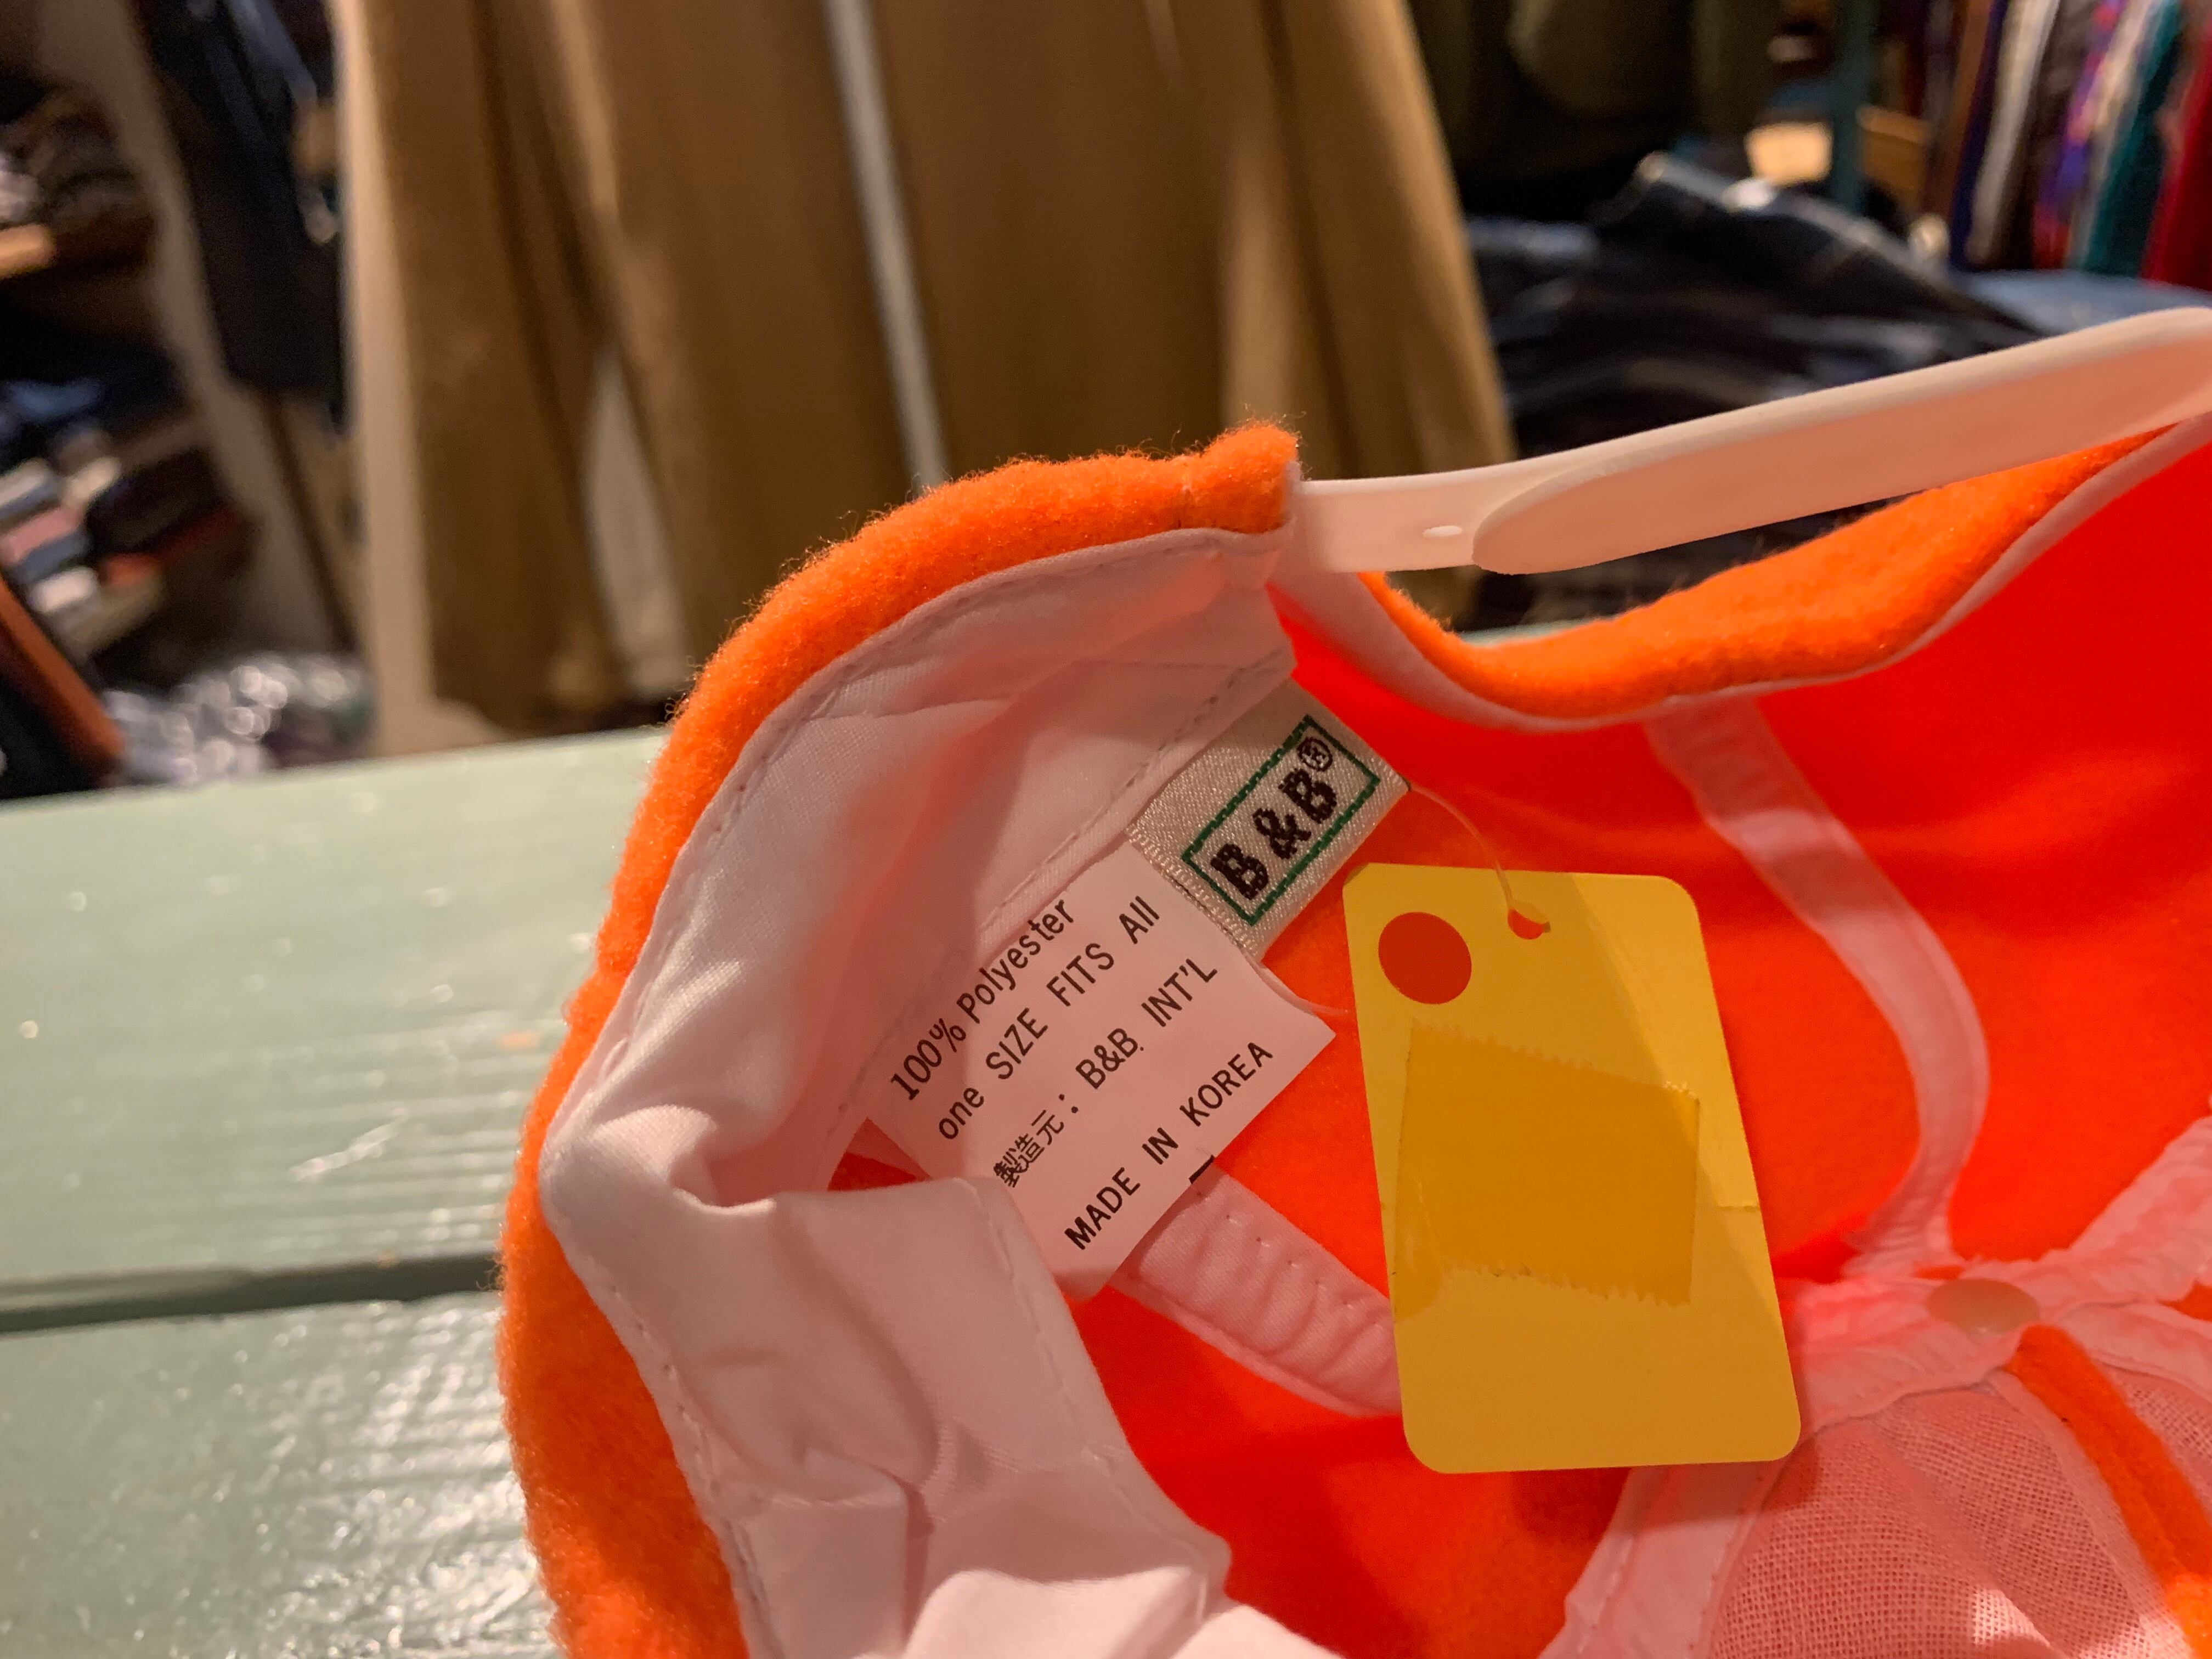 B&B®
100% Polyester
one SIZE FITS All
製造元：B&B. INT'L
MADE IN KOREA